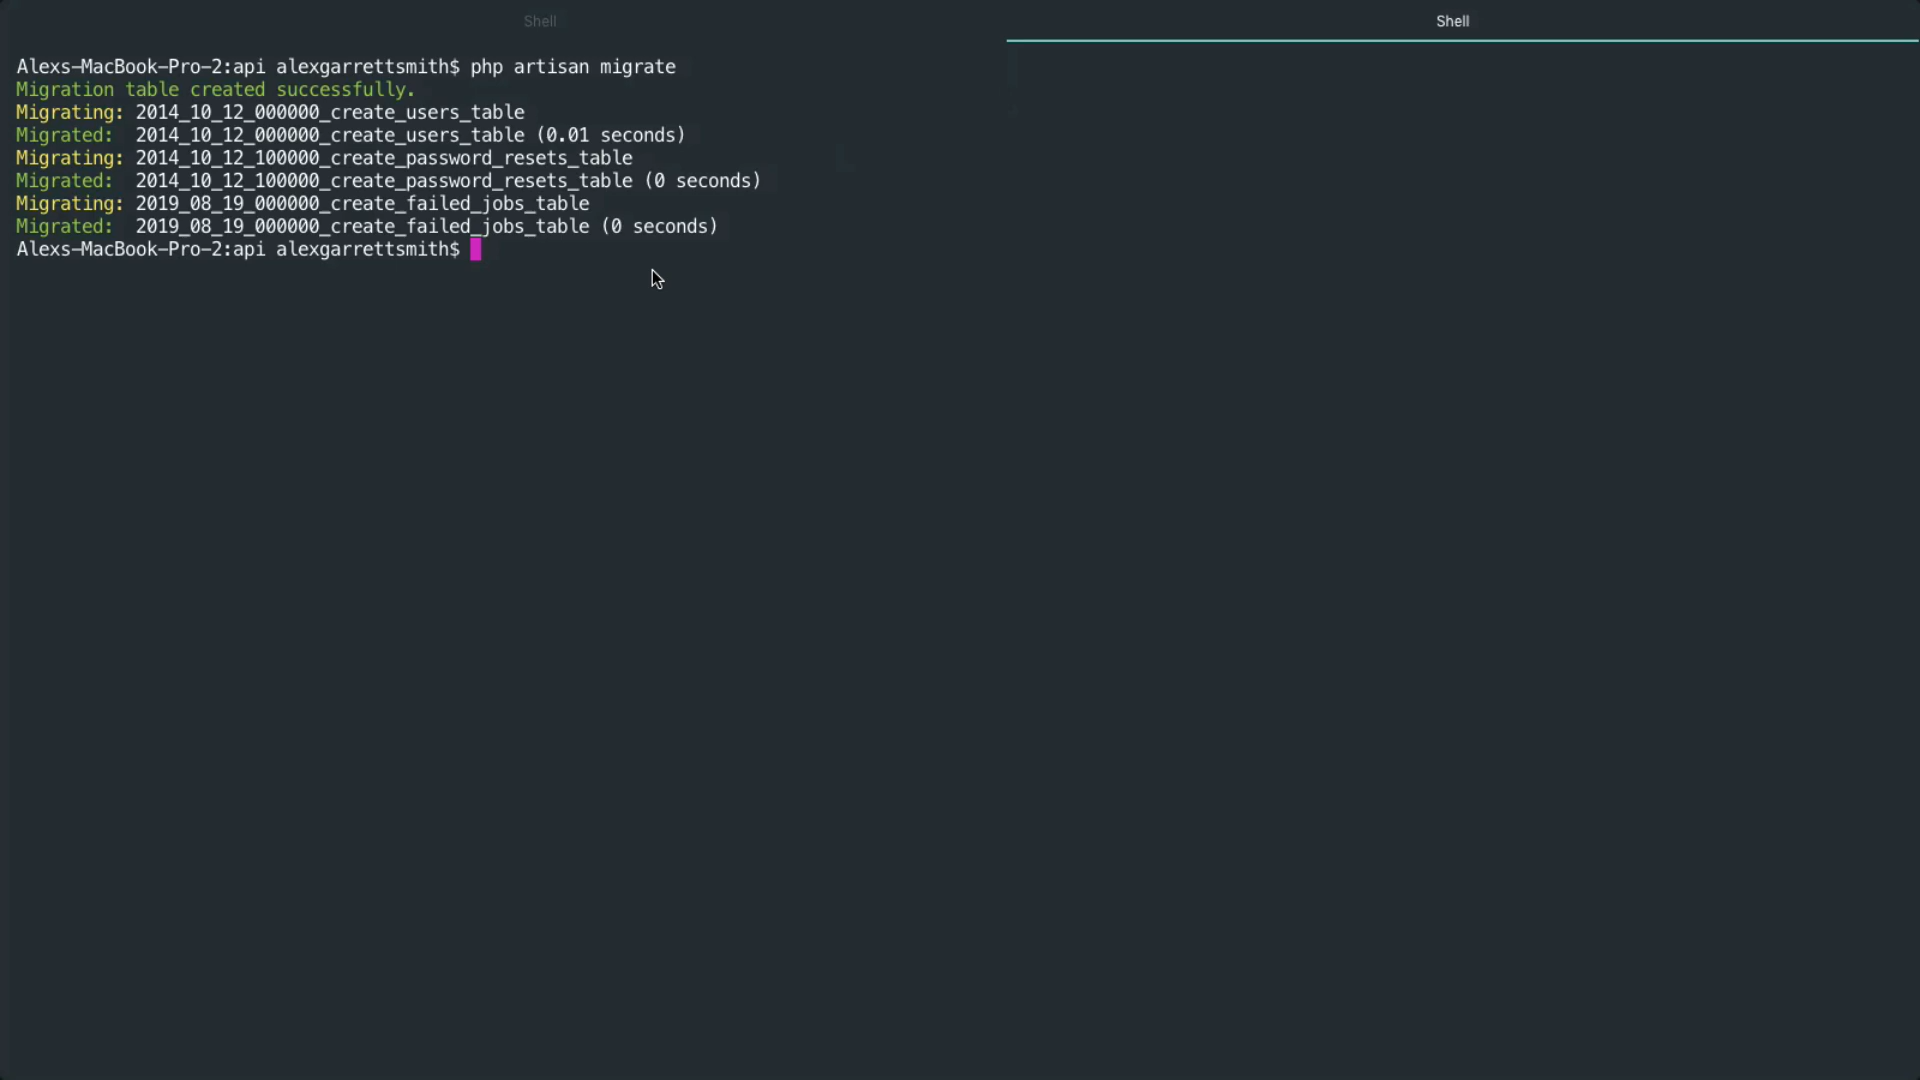 Shell
Shell
Alexs-MacBook-Pro-2:api alexgarrettsmith$ php artisan migrate
Migration table created successfully.
Migrating: 2014_10_12_000000_create_users_table
Migrated:  2014_10_12_000000_create_users_table (0.01 seconds)
Migrating: 2014_10_12_100000_create_password_resets_table
Migrated:  2014_10_12_100000_create_password_resets_table (0 seconds)
Migrating: 2019_08_19_000000_create_failed_jobs_table
Migrated:  2019_08_19_000000_create_failed_jobs_table (0 seconds)
Alexs-MacBook-Pro-2:api alexgarrettsmith$